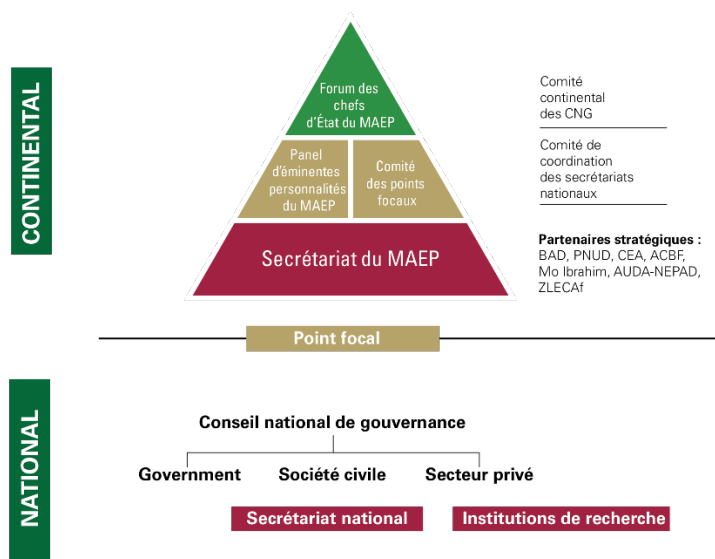 CONTINENTAL
Forum des
chefs
d'État du MAEP
Panel
d'éminentes
personnalités
du MAEP
Comité
des points
focaux
Secrétariat du MAEP
Comité
continental
des CNG
Comité de
coordination
des secrétariats
nationaux
Partenaires stratégiques :
BAD, PNUD, CEA, ACBF,
Mo Ibrahim, AUDA-NEPAD,
ZLECAf
Point focal
NATIONAL
Conseil national de gouvernance
Government
Société civile
Secteur privé
Secrétariat national
Institutions de recherche